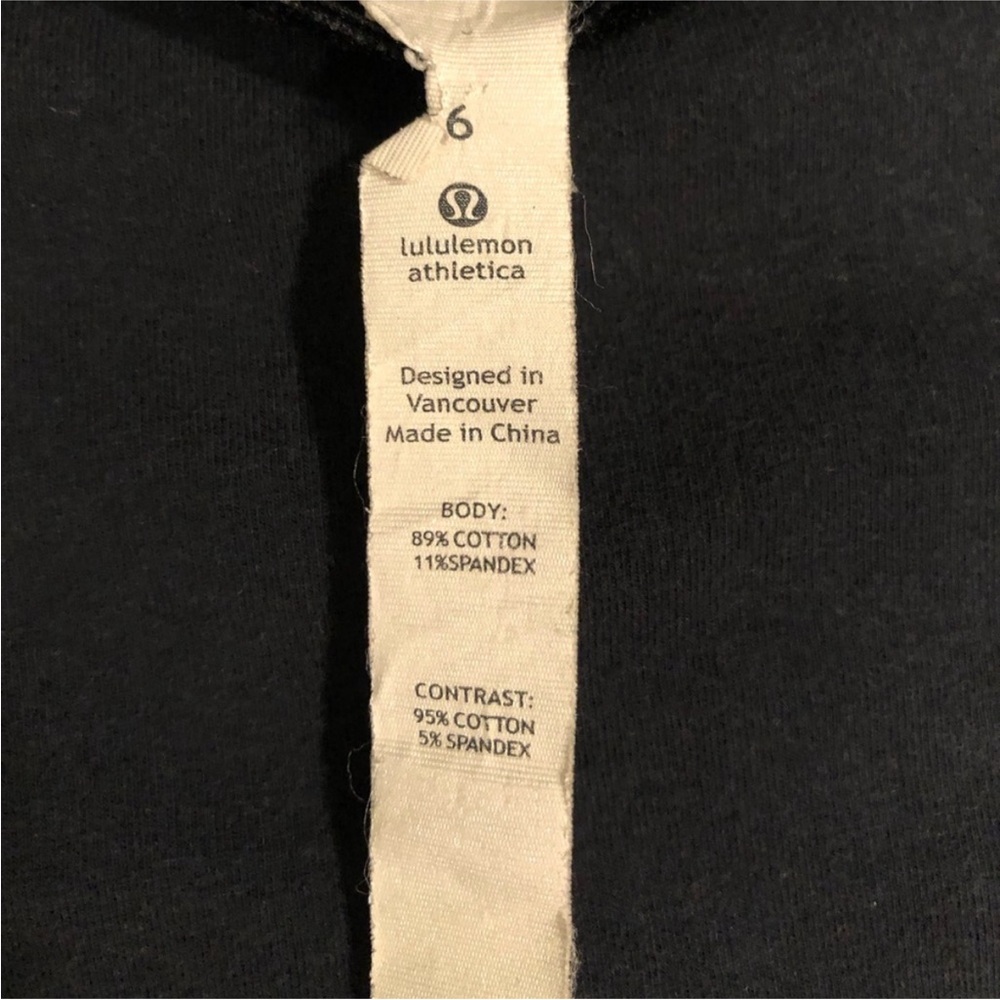 6
lululemon
athletica
Designed in
Vancouver
Made in China
BODY:
89% COTTON
11%SPANDEX
CONTRAST:
95% COTTON
5% SPANDEX